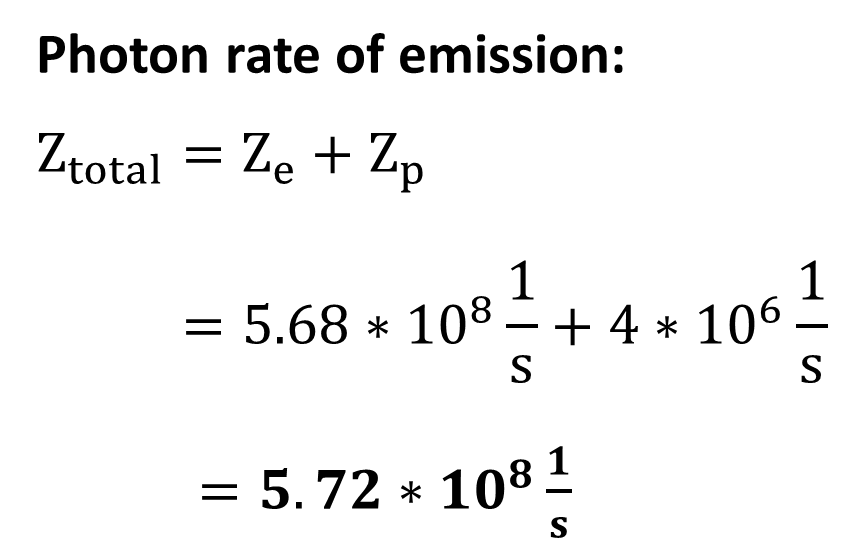 Photon rate of emission:
Z_total = Z_e + Z_p
= 5.68 * 10^8 1/s + 4 * 10^6 1/s
= 5.72 * 10^8 1/s